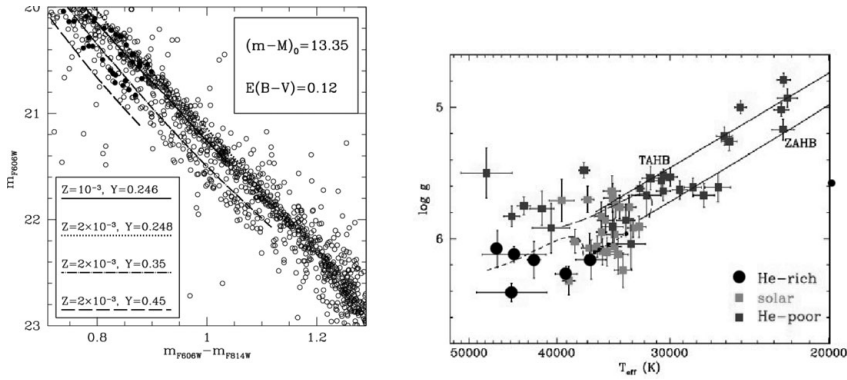 20
21
22
23
m_F606W
0.8
1
1.2
m_F606W−m_F814W
(m−M)₀=13.35
E(B−V)=0.12
Z=10⁻³, Y=0.246
Z=2×10⁻³, Y=0.248
Z=2×10⁻³, Y=0.35
Z=2×10⁻³, Y=0.45
5
6
log g
TAHB
ZAHB
He−rich
solar
He−poor
50000
40000
30000
20000
T_eff (K)